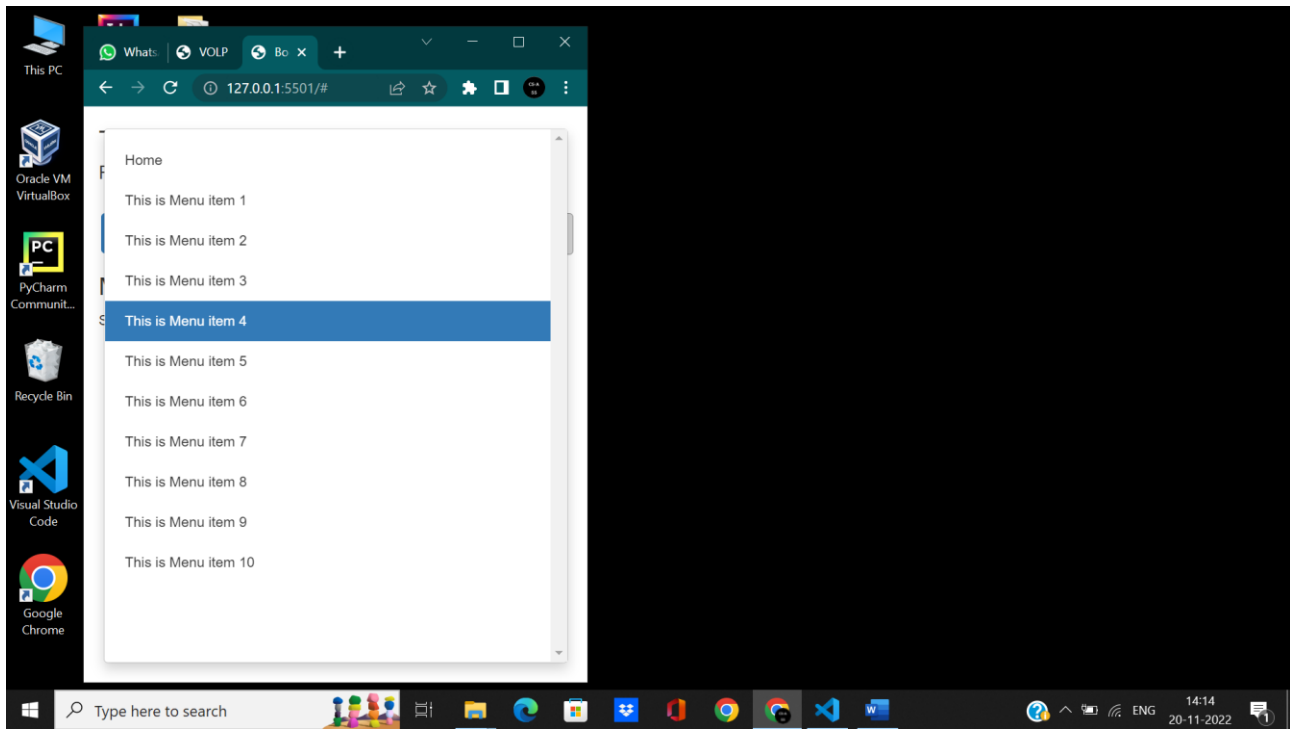 This PC
Oracle VM
VirtualBox
PC
PyCharm
Communit...
Recycle Bin
Visual Studio
Code
Google
Chrome
Whats
VOLP
Bo
127.0.0.1:5501/#
Home
This is Menu item 1
This is Menu item 2
This is Menu item 3
This is Menu item 4
This is Menu item 5
This is Menu item 6
This is Menu item 7
This is Menu item 8
This is Menu item 9
This is Menu item 10
Type here to search
W
ENG
14:14
20-11-2022
1